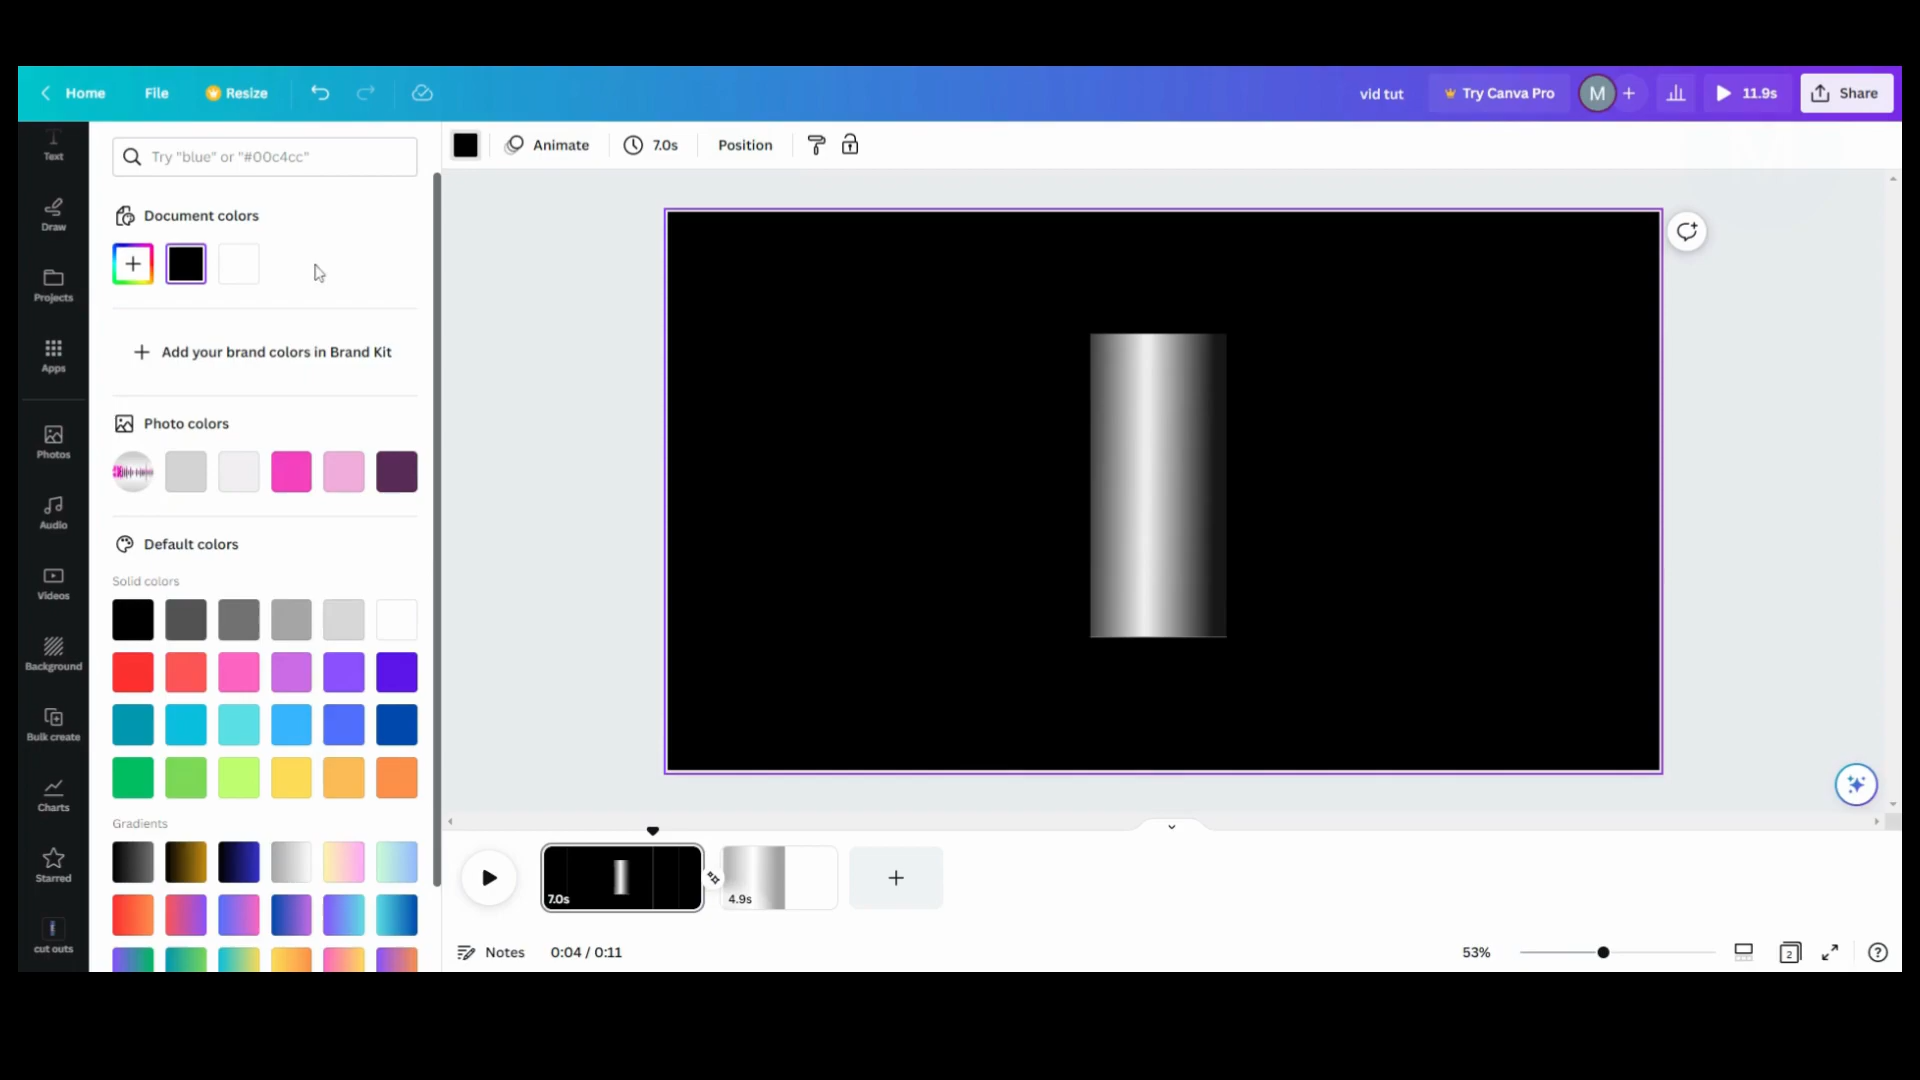 Home
File
Resize
vid tut
Try Canva Pro
M
11.9s
Share
Text
Draw
Projects
Apps
Photos
Audio
Videos
Background
Bulk create
Charts
Starred
cut outs
Try "blue" or "#00c4cc"
Document colors
Add your brand colors in Brand Kit
Photo colors
Default colors
Solid colors
Gradients
Animate
7.0s
Position
7.0s
4.9s
Notes
0:04 / 0:11
53%
2